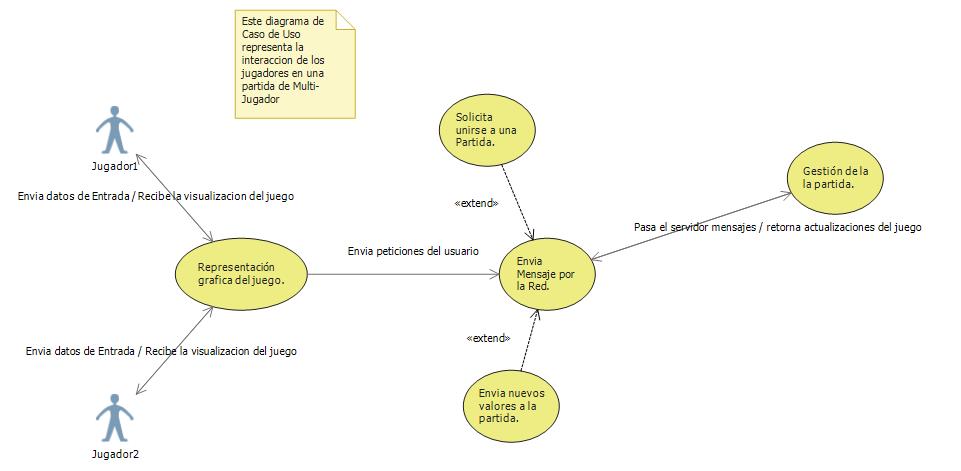 Este diagrama de
Caso de Uso
representa la
interaccion de los
jugadores en una
partida de Multi-
Jugador
Solicita
unirse a una
Partida.
Jugador1
Gestión de la
la partida.
Envia datos de Entrada / Recibe la visualizacion del juego
«extend»
Pasa el servidor mensajes / retorna actualizaciones del juego
Envia peticiones del usuario
Representación
grafica del juego.
Envia
Mensaje por
la Red.
«extend»
Envia datos de Entrada / Recibe la visualizacion del juego
Envia nuevos
valores a la
partida.
Jugador2